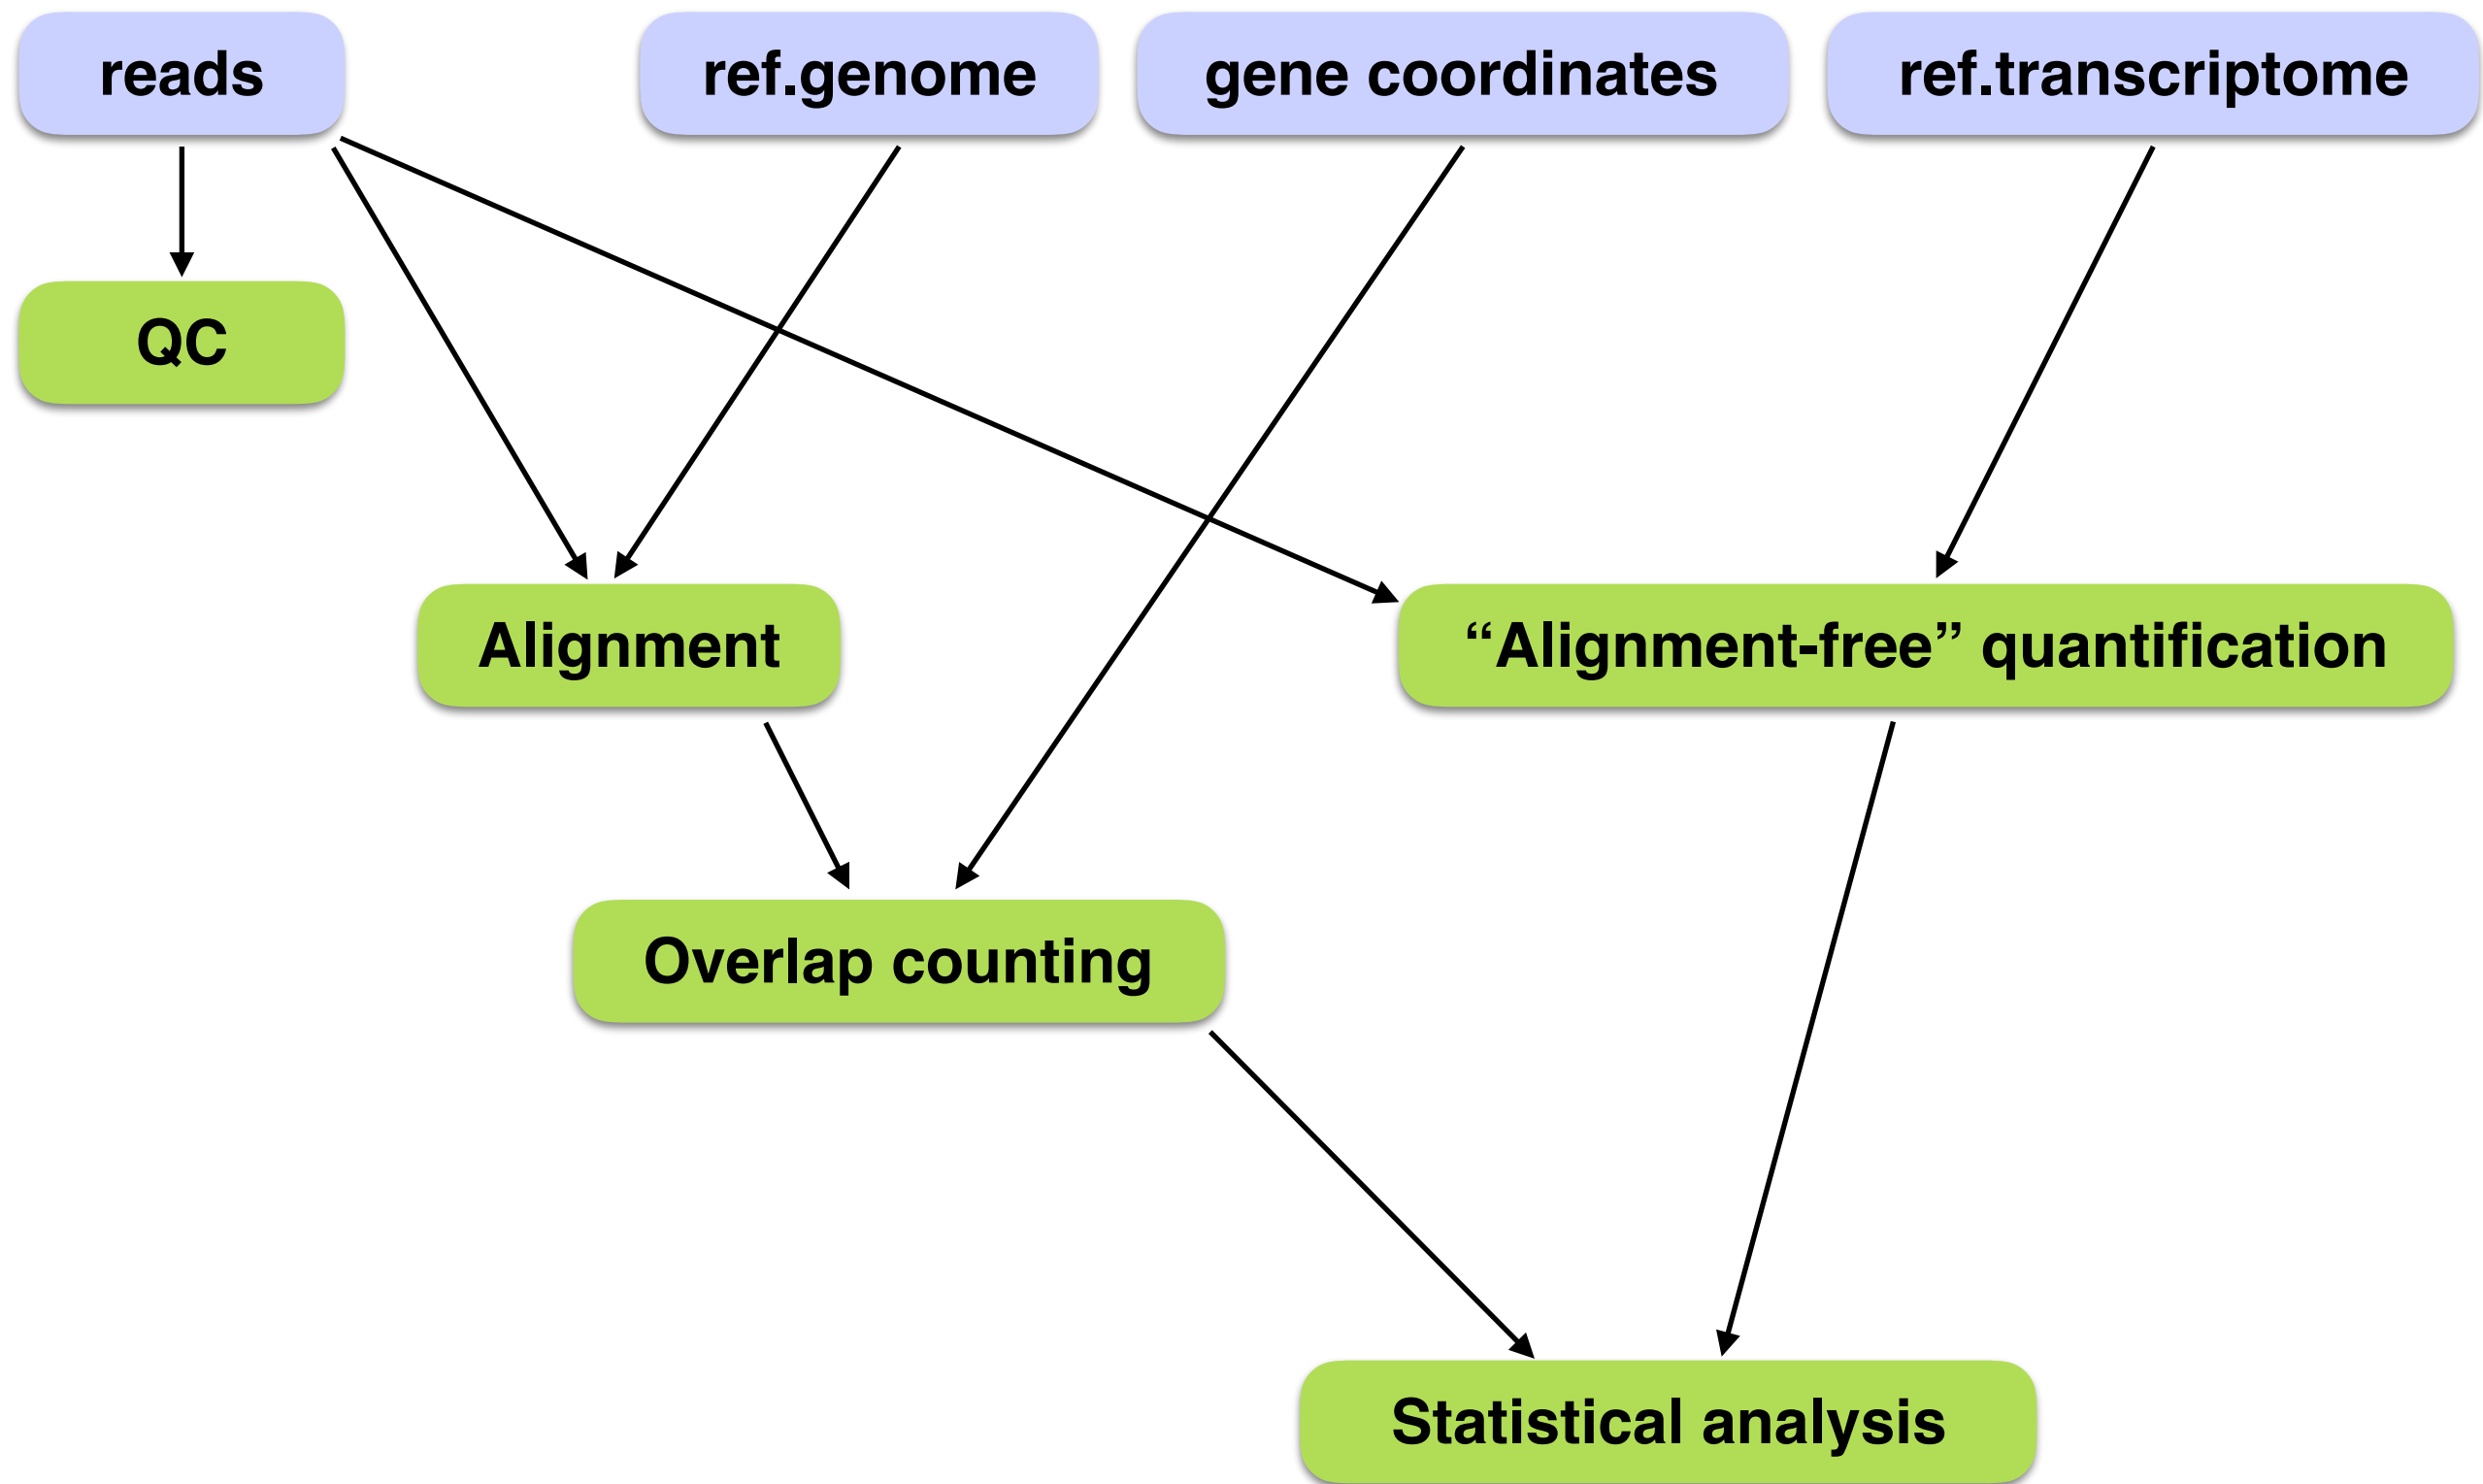 reads
ref.genome
gene coordinates
ref.transcriptome
QC
Alignment
“Alignment-free” quantification
Overlap counting
Statistical analysis